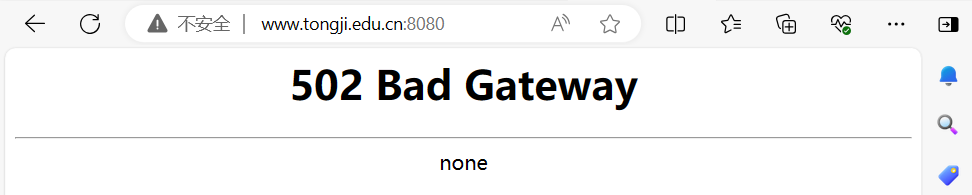 不安全 www.tongji.edu.cn:8080
502 Bad Gateway
none